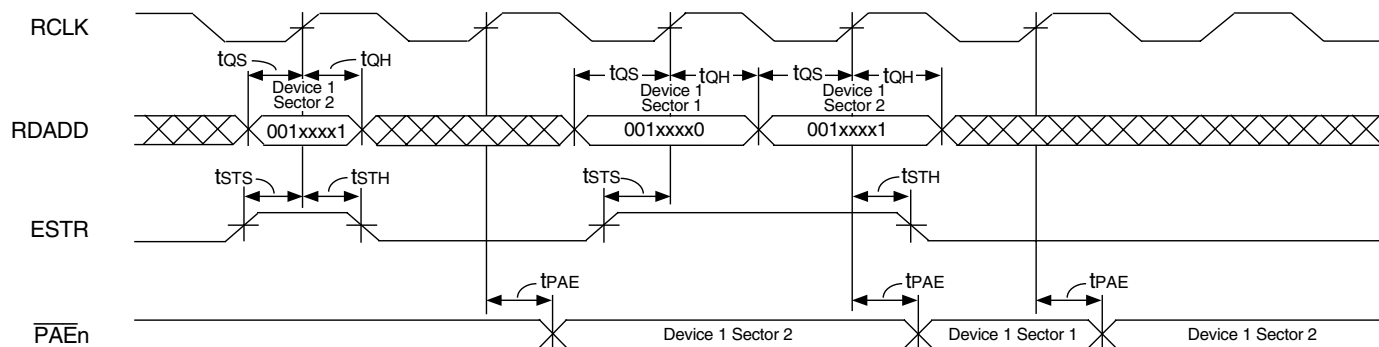 RCLK
tQS tQH tQS tQH tQS tQH
Device 1 Sector 2
Device 1 Sector 1
Device 1 Sector 2
RDADD
001xxxx1 001xxxx0 001xxxx1
tSTS tSTH tSTS tSTH
ESTR
tPAE tPAE tPAE
PAEn
Device 1 Sector 2 Device 1 Sector 1 Device 1 Sector 2